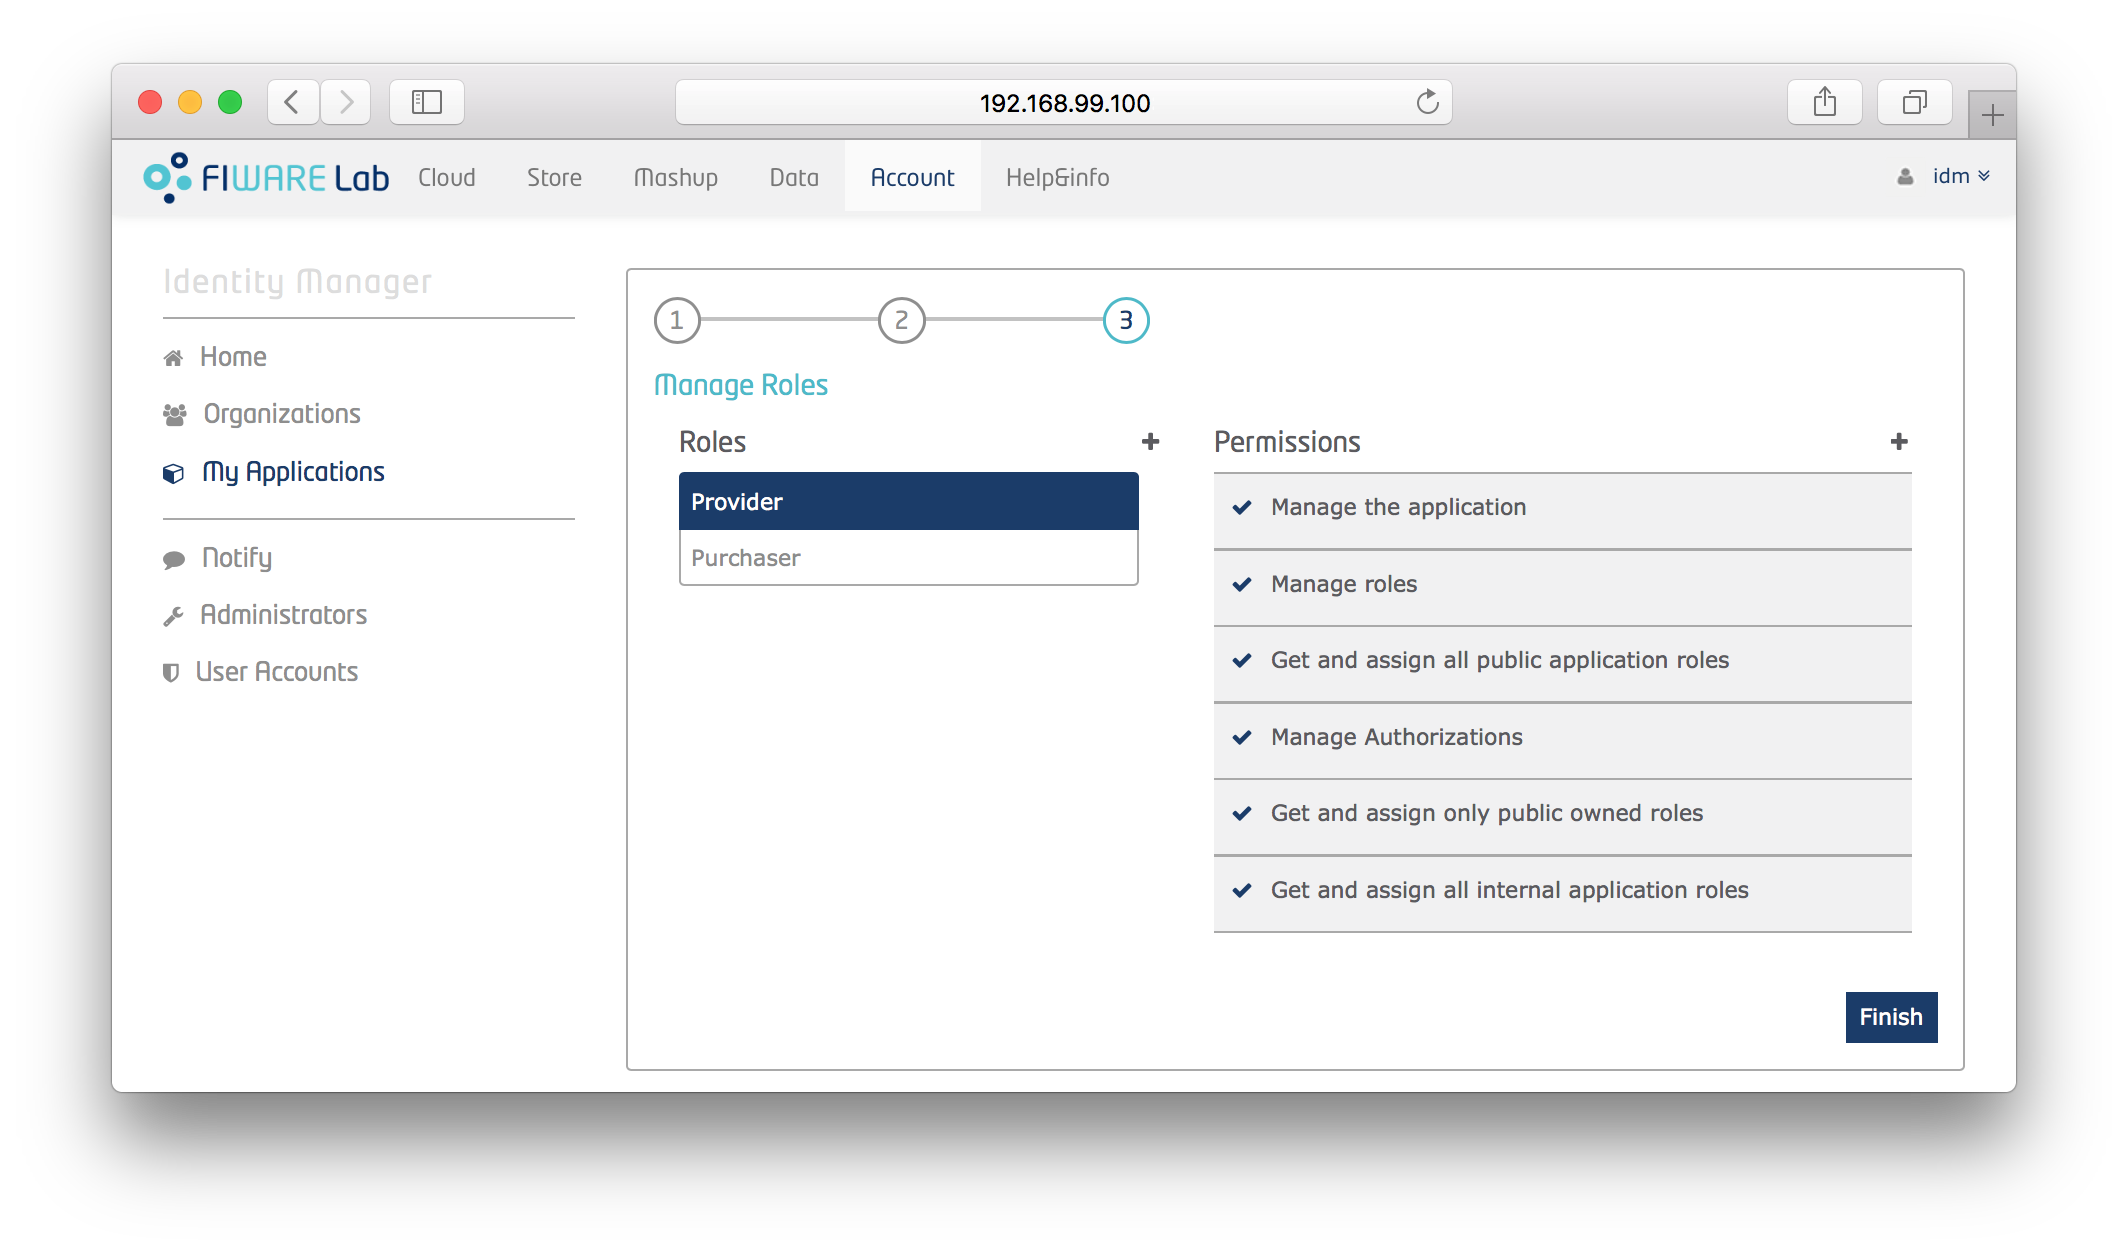 192.168.99.100
FIWARE Lab Cloud Store Mashup Data Account Help&info idm
Identity Manager
Home
Organizations
My Applications
Notify
Administrators
User Accounts
1 2 3
Manage Roles
Roles +
Provider
Purchaser
Permissions +
Manage the application
Manage roles
Get and assign all public application roles
Manage Authorizations
Get and assign only public owned roles
Get and assign all internal application roles
Finish